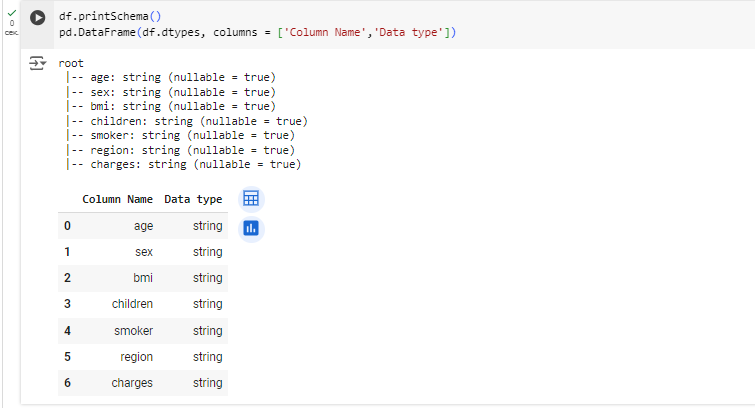 0
сек.
df.printSchema()
pd.DataFrame(df.dtypes, columns = ['Column Name','Data type'])
root
|-- age: string (nullable = true)
|-- sex: string (nullable = true)
|-- bmi: string (nullable = true)
|-- children: string (nullable = true)
|-- smoker: string (nullable = true)
|-- region: string (nullable = true)
|-- charges: string (nullable = true)
Column Name Data type
0 age string
1 sex string
2 bmi string
3 children string
4 smoker string
5 region string
6 charges string